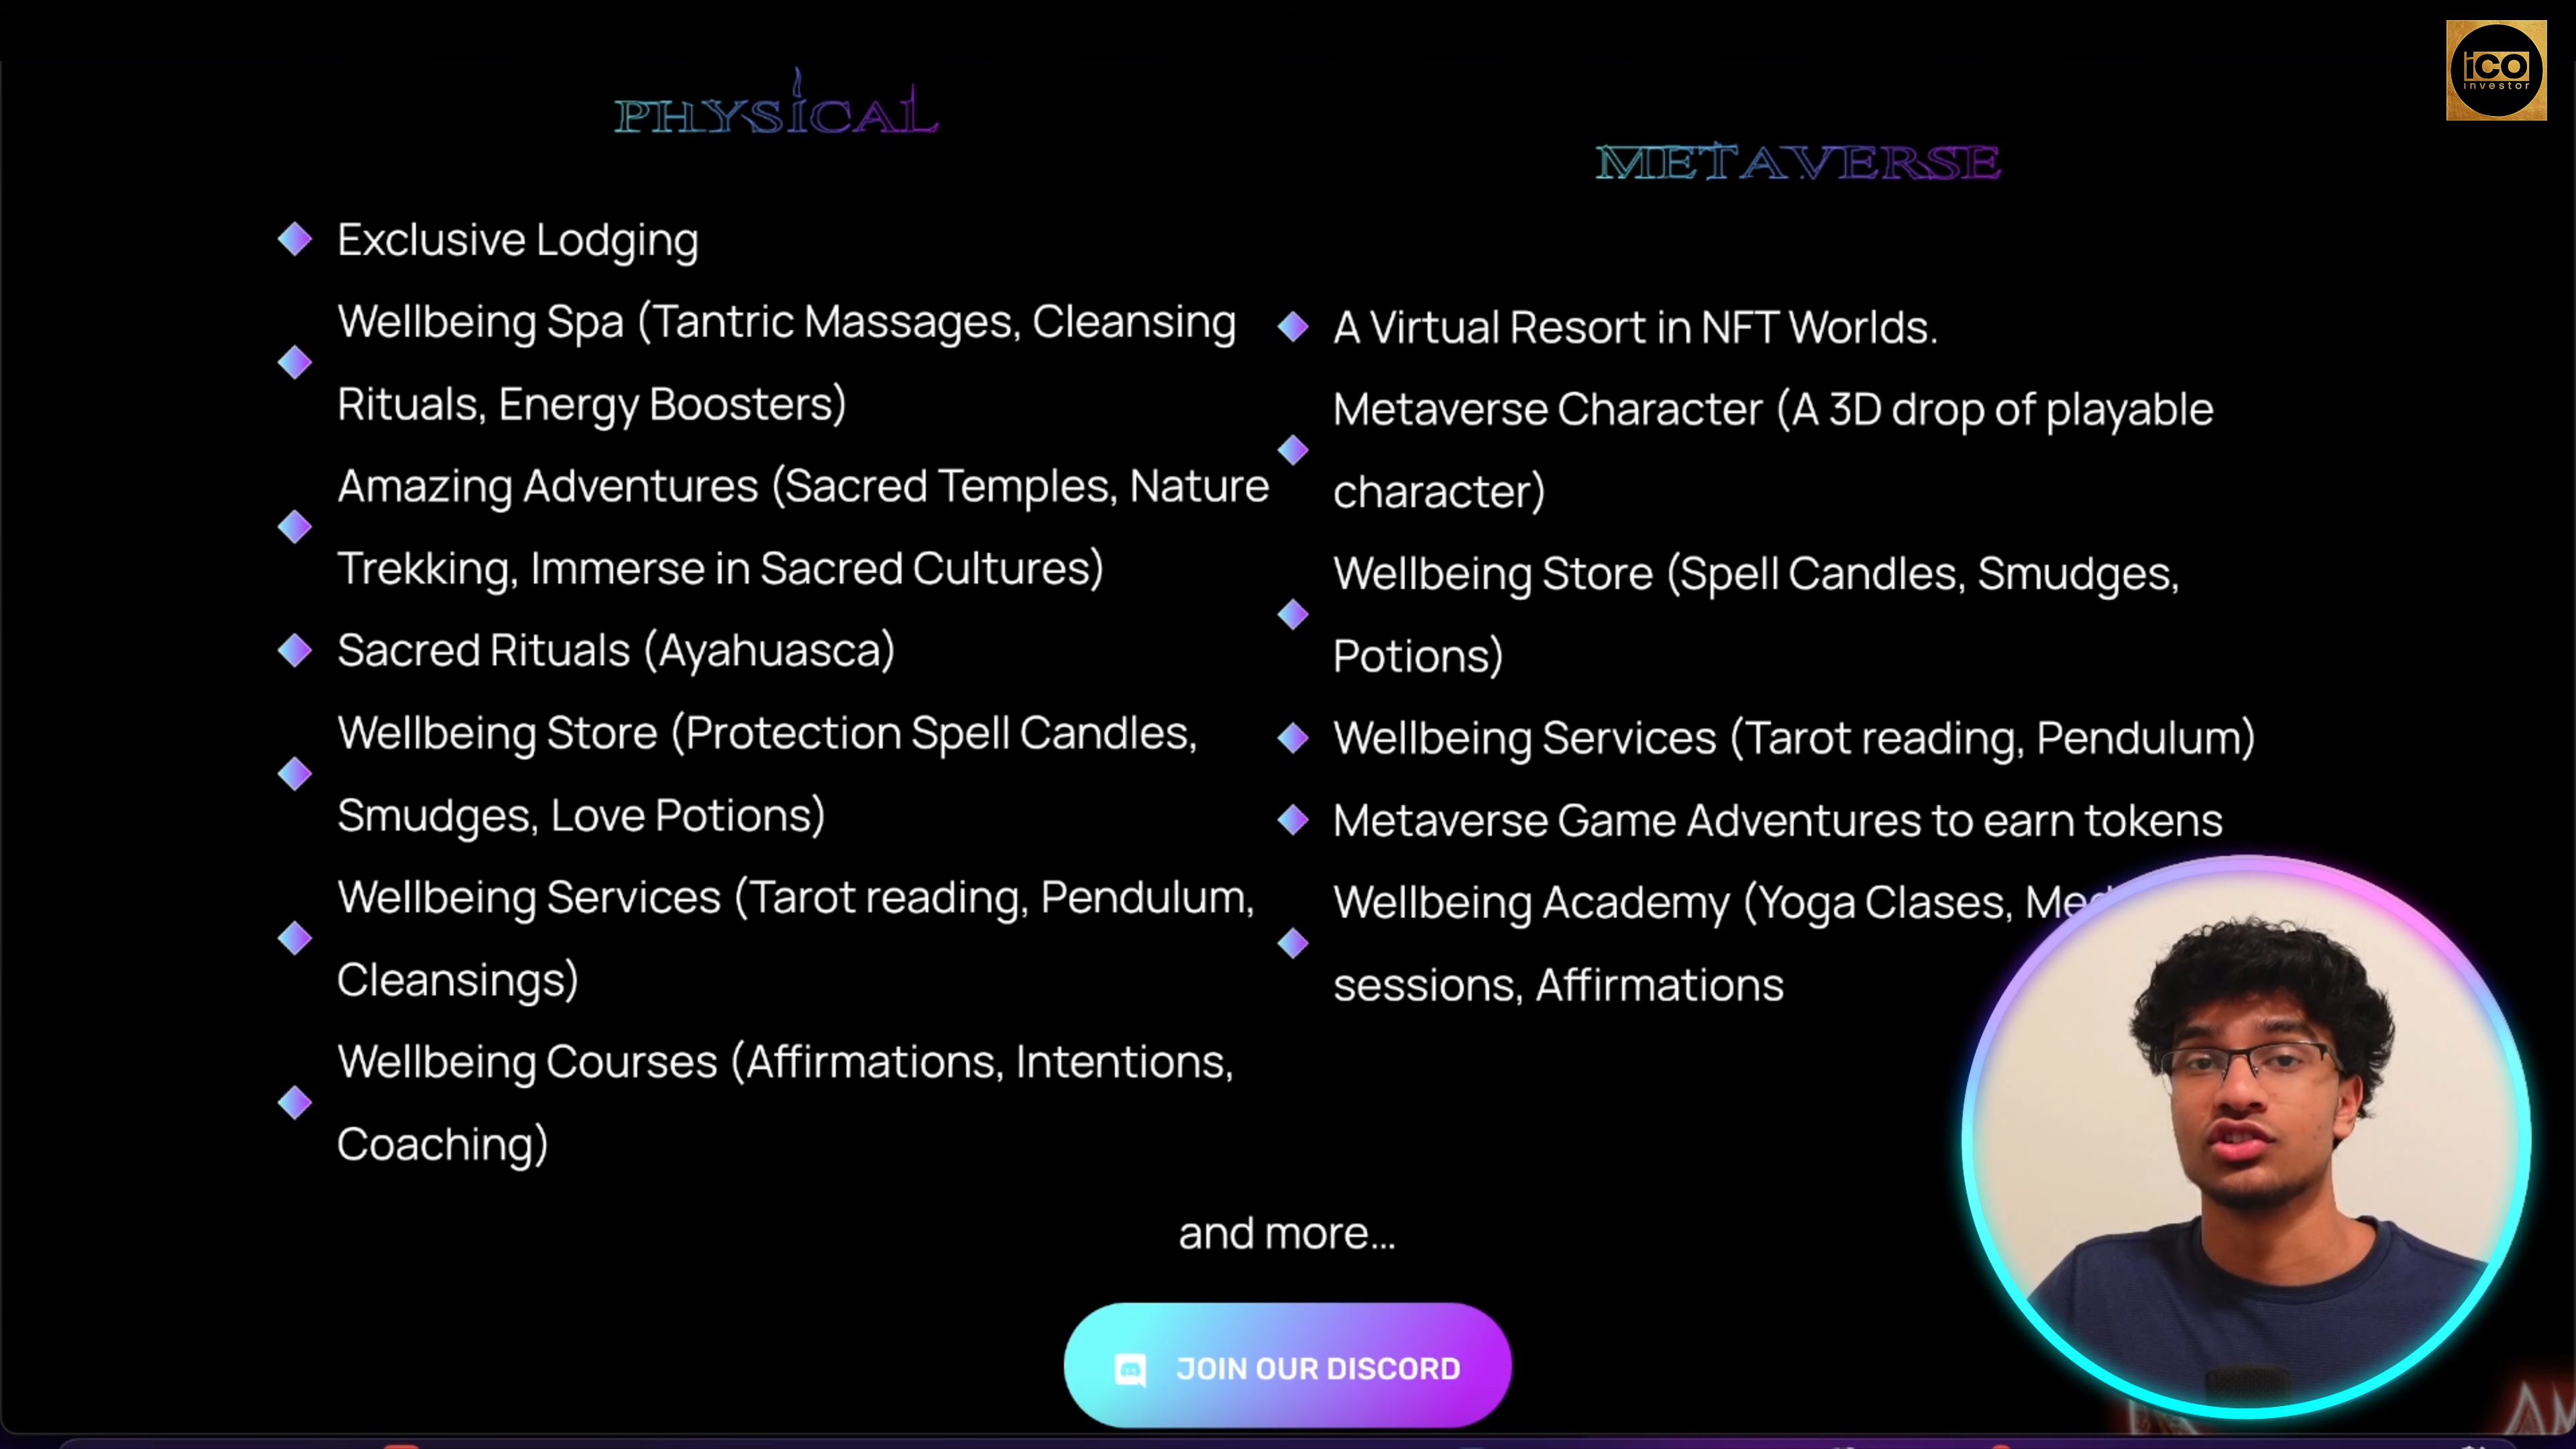 iCO
investor
PHYSICAL
Exclusive Lodging
Wellbeing Spa (Tantric Massages, Cleansing
Rituals, Energy Boosters)
Amazing Adventures (Sacred Temples, Nature
Trekking, Immerse in Sacred Cultures)
Sacred Rituals (Ayahuasca)
Wellbeing Store (Protection Spell Candles,
Smudges, Love Potions)
Wellbeing Services (Tarot reading, Pendulum,
Cleansings)
Wellbeing Courses (Affirmations, Intentions,
Coaching)
METAVERSE
A Virtual Resort in NFT Worlds.
Metaverse Character (A 3D drop of playable
character)
Wellbeing Store (Spell Candles, Smudges,
Potions)
Wellbeing Services (Tarot reading, Pendulum)
Metaverse Game Adventures to earn tokens
Wellbeing Academy (Yoga Clases,
sessions, Affirmations
and more...
JOIN OUR DISCORD